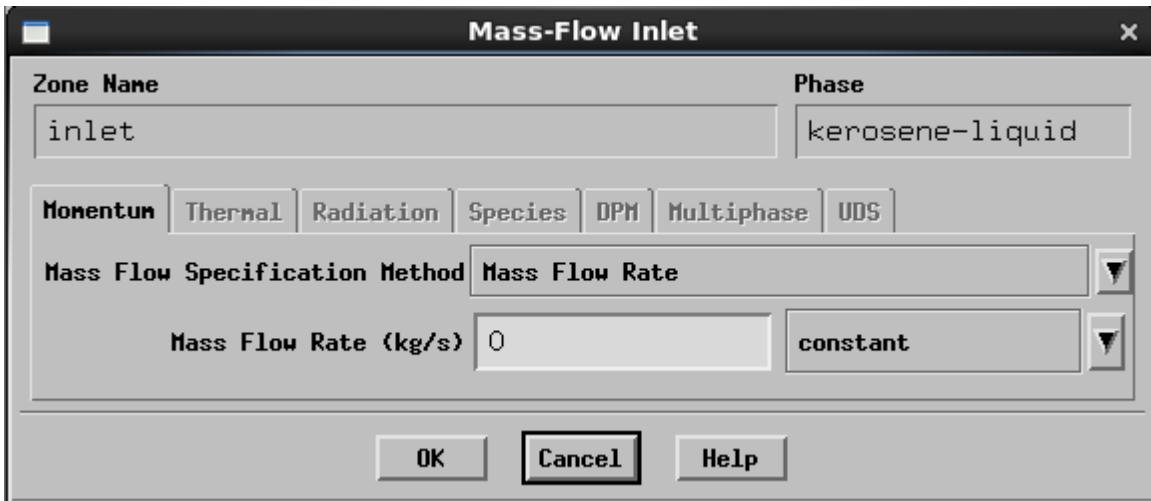 Mass-Flow Inlet
Zone Name
Phase
inlet
kerosene-liquid
Momentum Thermal Radiation Species DPM Multiphase UDS
Mass Flow Specification Method Mass Flow Rate
Mass Flow Rate (kg/s) 0 constant
OK Cancel Help